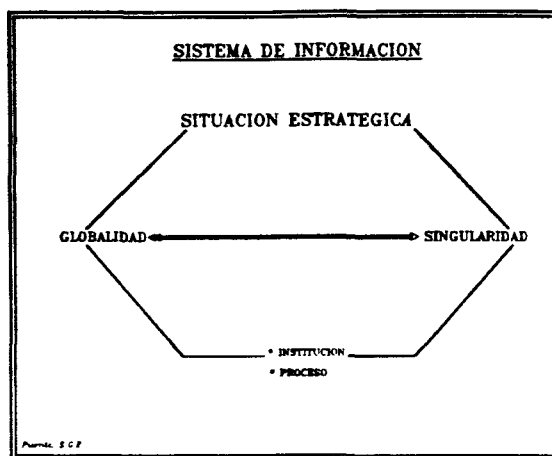 SISTEMA DE INFORMACION
SITUACION ESTRATEGICA
GLOBALIDAD SINGULARIDAD
* INSTITUCION
* PROCESO